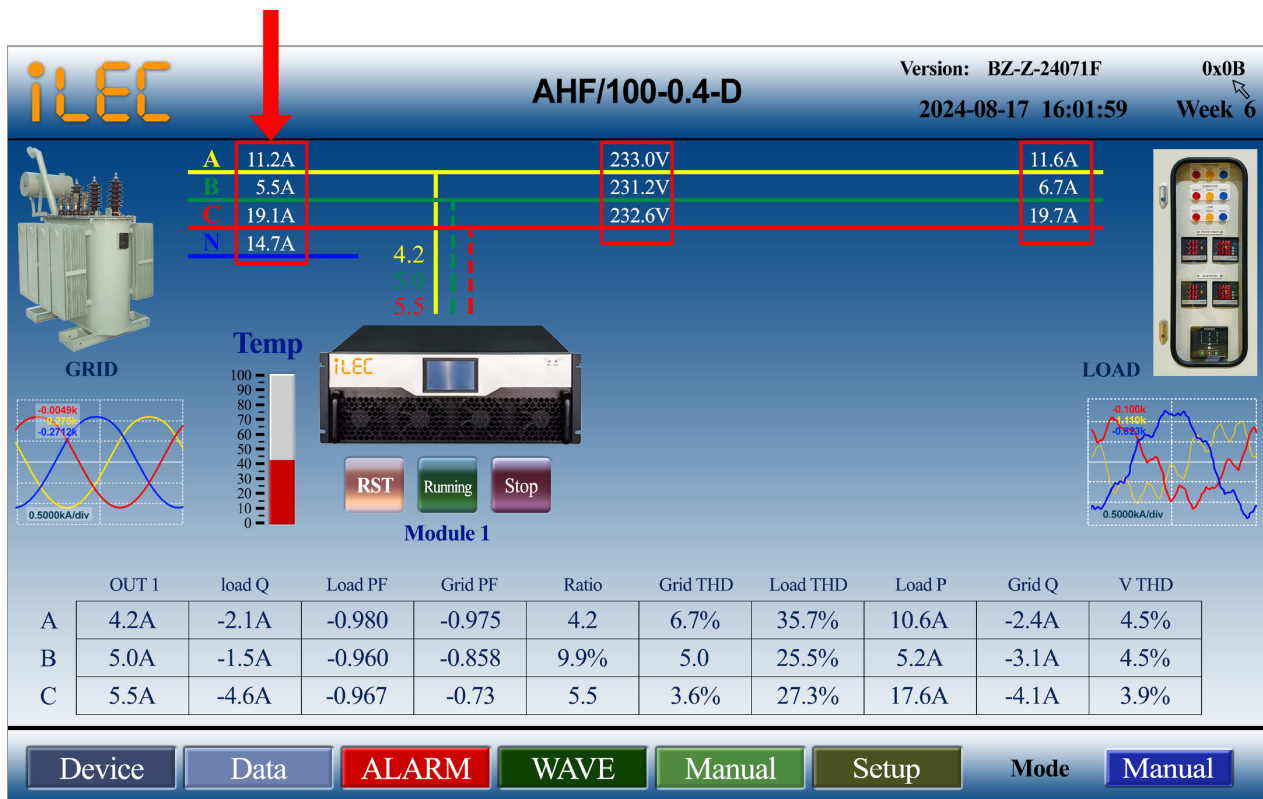 iLEC
AHF/100-0.4-D
Version: BZ-Z-24071F
0x0B
2024-08-17 16:01:59
Week 6
A 11.2A 233.0V 11.6A
B 5.5A 231.2V 6.7A
C 19.1A 232.6V 19.7A
N 14.7A
4.2
5.0
5.5
GRID
Temp
100
90
80
70
60
50
40
30
20
10
0
iLEC
RST Running Stop
Module 1
LOAD
-0.0049k
-0.2712k
0.5000kA/div
-0.100k
-1.110k
-0.823k
0.5000kA/div
OUT 1 load Q Load PF Grid PF Ratio Grid THD Load THD Load P Grid Q V THD
A 4.2A -2.1A -0.980 -0.975 4.2 6.7% 35.7% 10.6A -2.4A 4.5%
B 5.0A -1.5A -0.960 -0.858 9.9% 5.0 25.5% 5.2A -3.1A 4.5%
C 5.5A -4.6A -0.967 -0.73 5.5 3.6% 27.3% 17.6A -4.1A 3.9%
Device Data ALARM WAVE Manual Setup Mode Manual